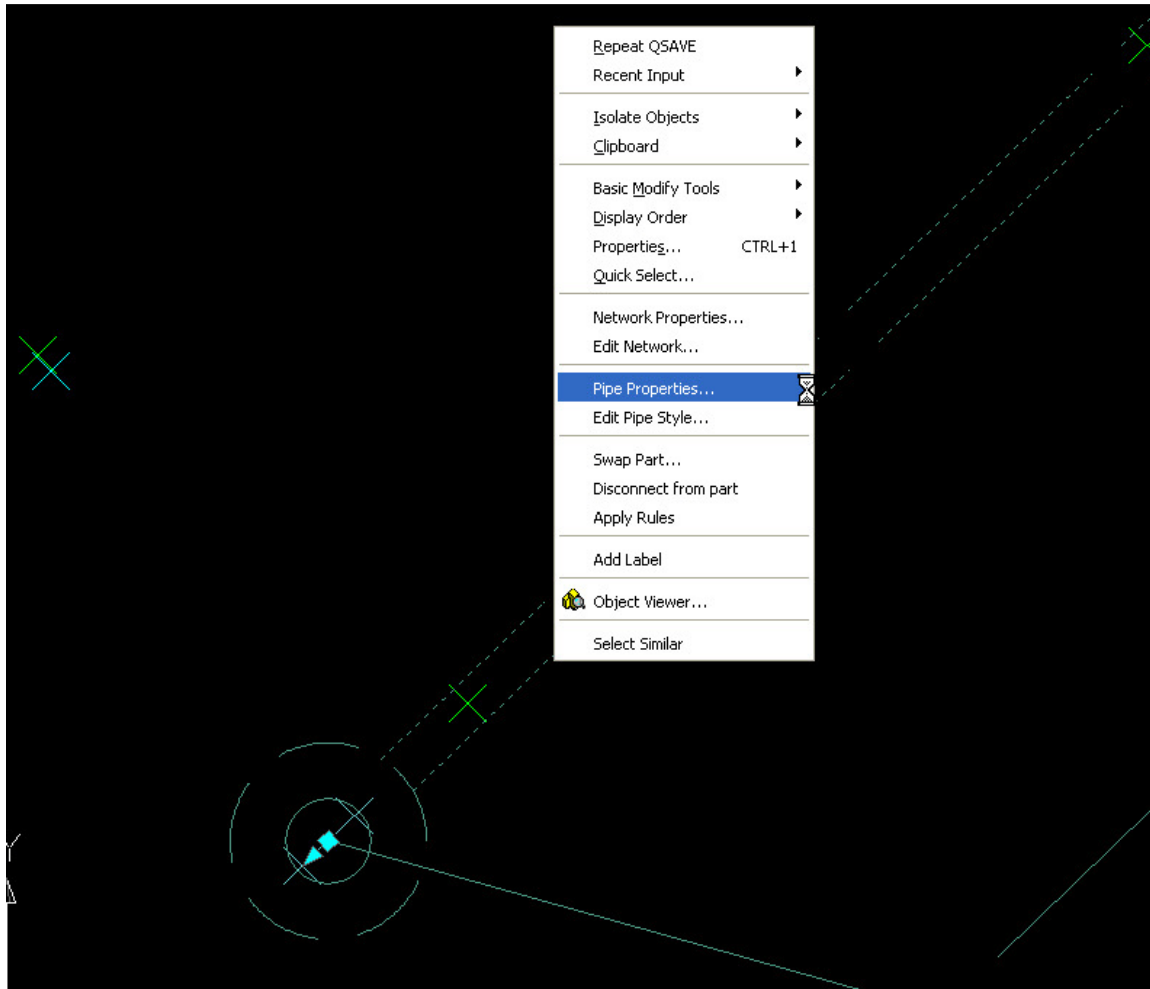 Repeat QSAVE
Recent Input
Isolate Objects
Clipboard
Basic Modify Tools
Display Order
Properties... CTRL+1
Quick Select...
Network Properties...
Edit Network...
Pipe Properties...
Edit Pipe Style...
Swap Part...
Disconnect from part
Apply Rules
Add Label
Object Viewer...
Select Similar